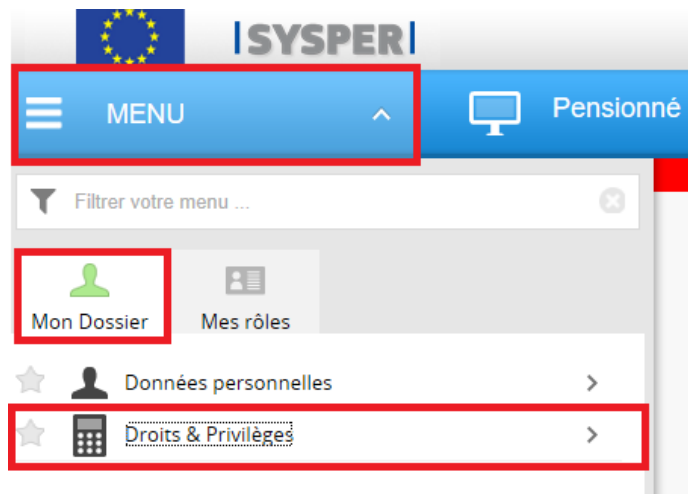 SYSPER
MENU
Pensionné
Filtrer votre menu ...
Mon Dossier
Mes rôles
Données personnelles
Droits & Privilèges